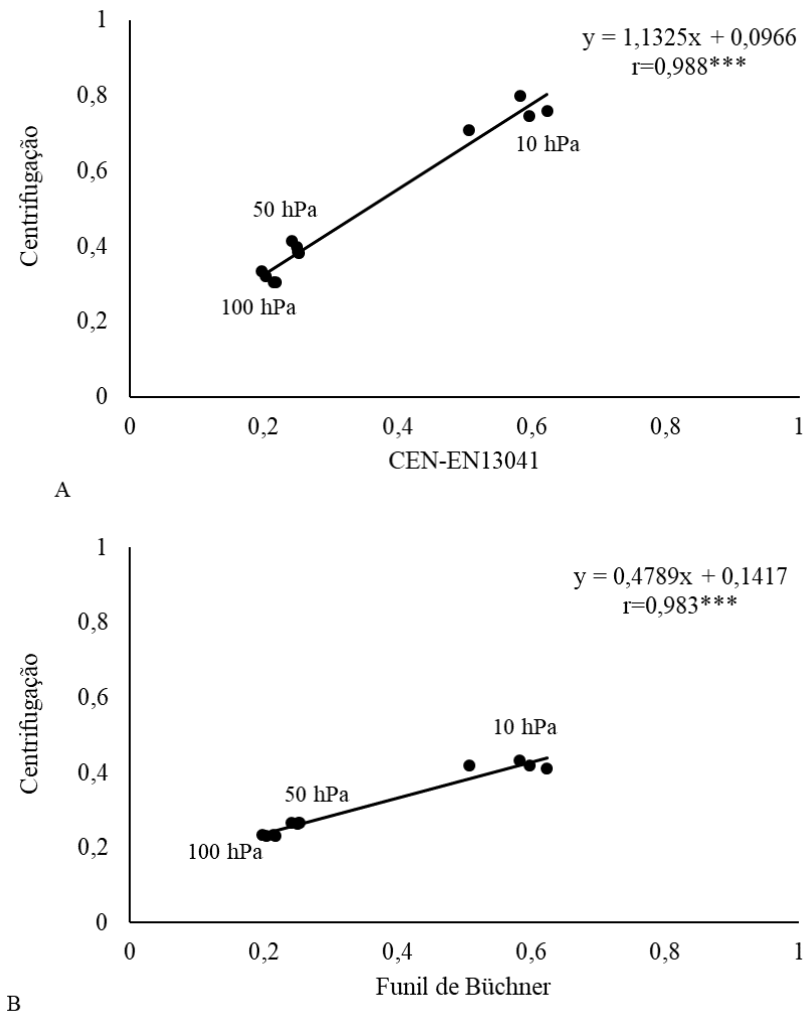 1
y = 1,1325x + 0,0966
r=0,988***
0,8
10 hPa
0,6
Centrifugação
50 hPa
0,4
100 hPa
0,2
0
0 0,2 0,4 0,6 0,8 1
CEN-EN13041
A
1
y = 0,4789x + 0,1417
r=0,983***
0,8
0,6
Centrifugação
10 hPa
0,4
50 hPa
0,2
100 hPa
0
0 0,2 0,4 0,6 0,8 1
Funil de Büchner
B